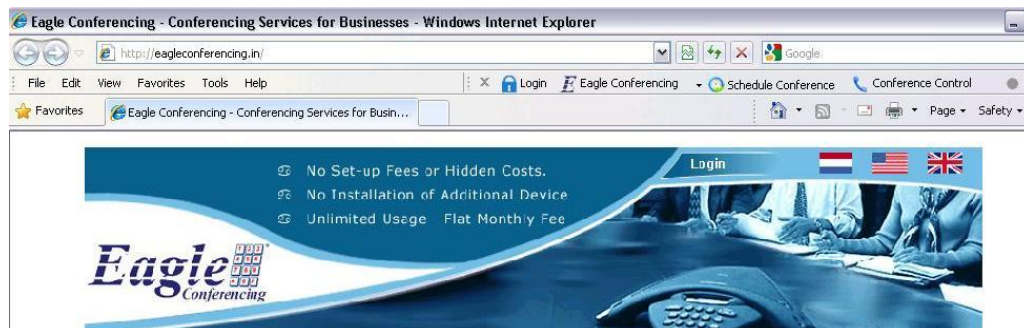 Eagle Conferencing - Conferencing Services for Businesses - Windows Internet Explorer
http://eagleconferencing.in/
Google
File Edit View Favorites Tools Help
Login Eagle Conferencing Schedule Conference Conference Control
Favorites
Eagle Conferencing - Conferencing Services for Busin...
Page Safety
Login
No Set-up Fees or Hidden Costs.
No Installation of Additional Device
Unlimited Usage Flat Monthly Fee
Eagle
Conferencing